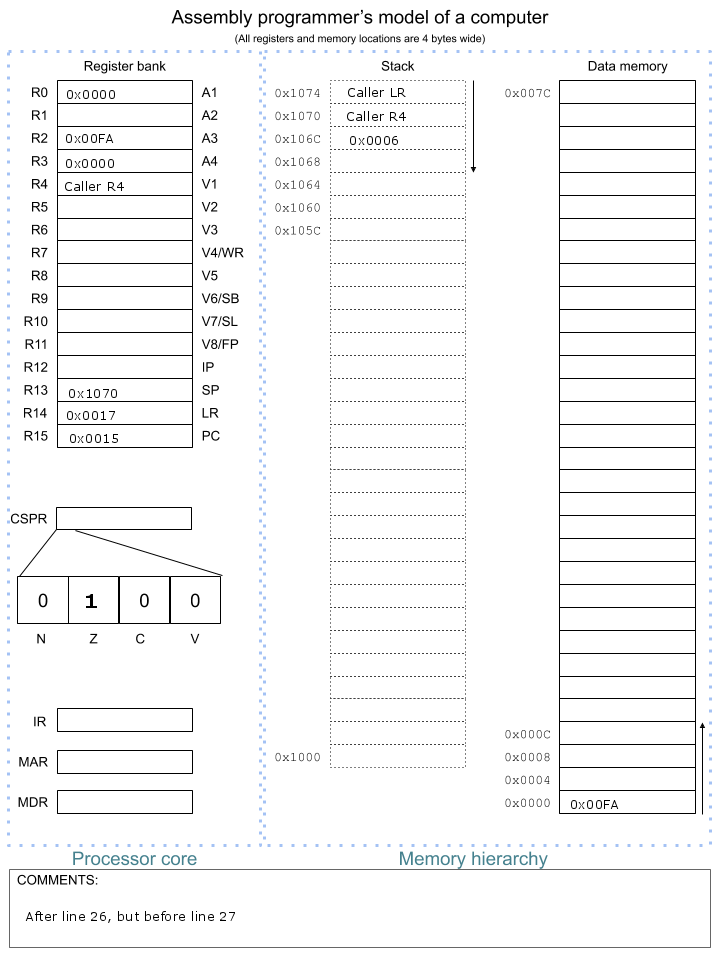 Assembly programmer’s model of a computer
(All registers and memory locations are 4 bytes wide)
Register bank
Stack
Data memory
R0 0x0000 A1
R1 A2
R2 0x00FA A3
R3 0x0000 A4
R4 Caller R4 V1
R5 V2
R6 V3
R7 V4/WR
R8 V5
R9 V6/SB
R10 V7/SL
R11 V8/FP
R12 IP
R13 0x1070 SP
R14 0x0017 LR
R15 0x0015 PC
CSPR
0 1 0 0
N Z C V
IR
MAR
MDR
0x1074 Caller LR
0x1070 Caller R4
0x106C 0x0006
0x1068
0x1064
0x1060
0x105C
0x1000
0x007C
0x000C
0x0008
0x0004
0x0000 0x00FA
Processor core
Memory hierarchy
COMMENTS:
After line 26, but before line 27